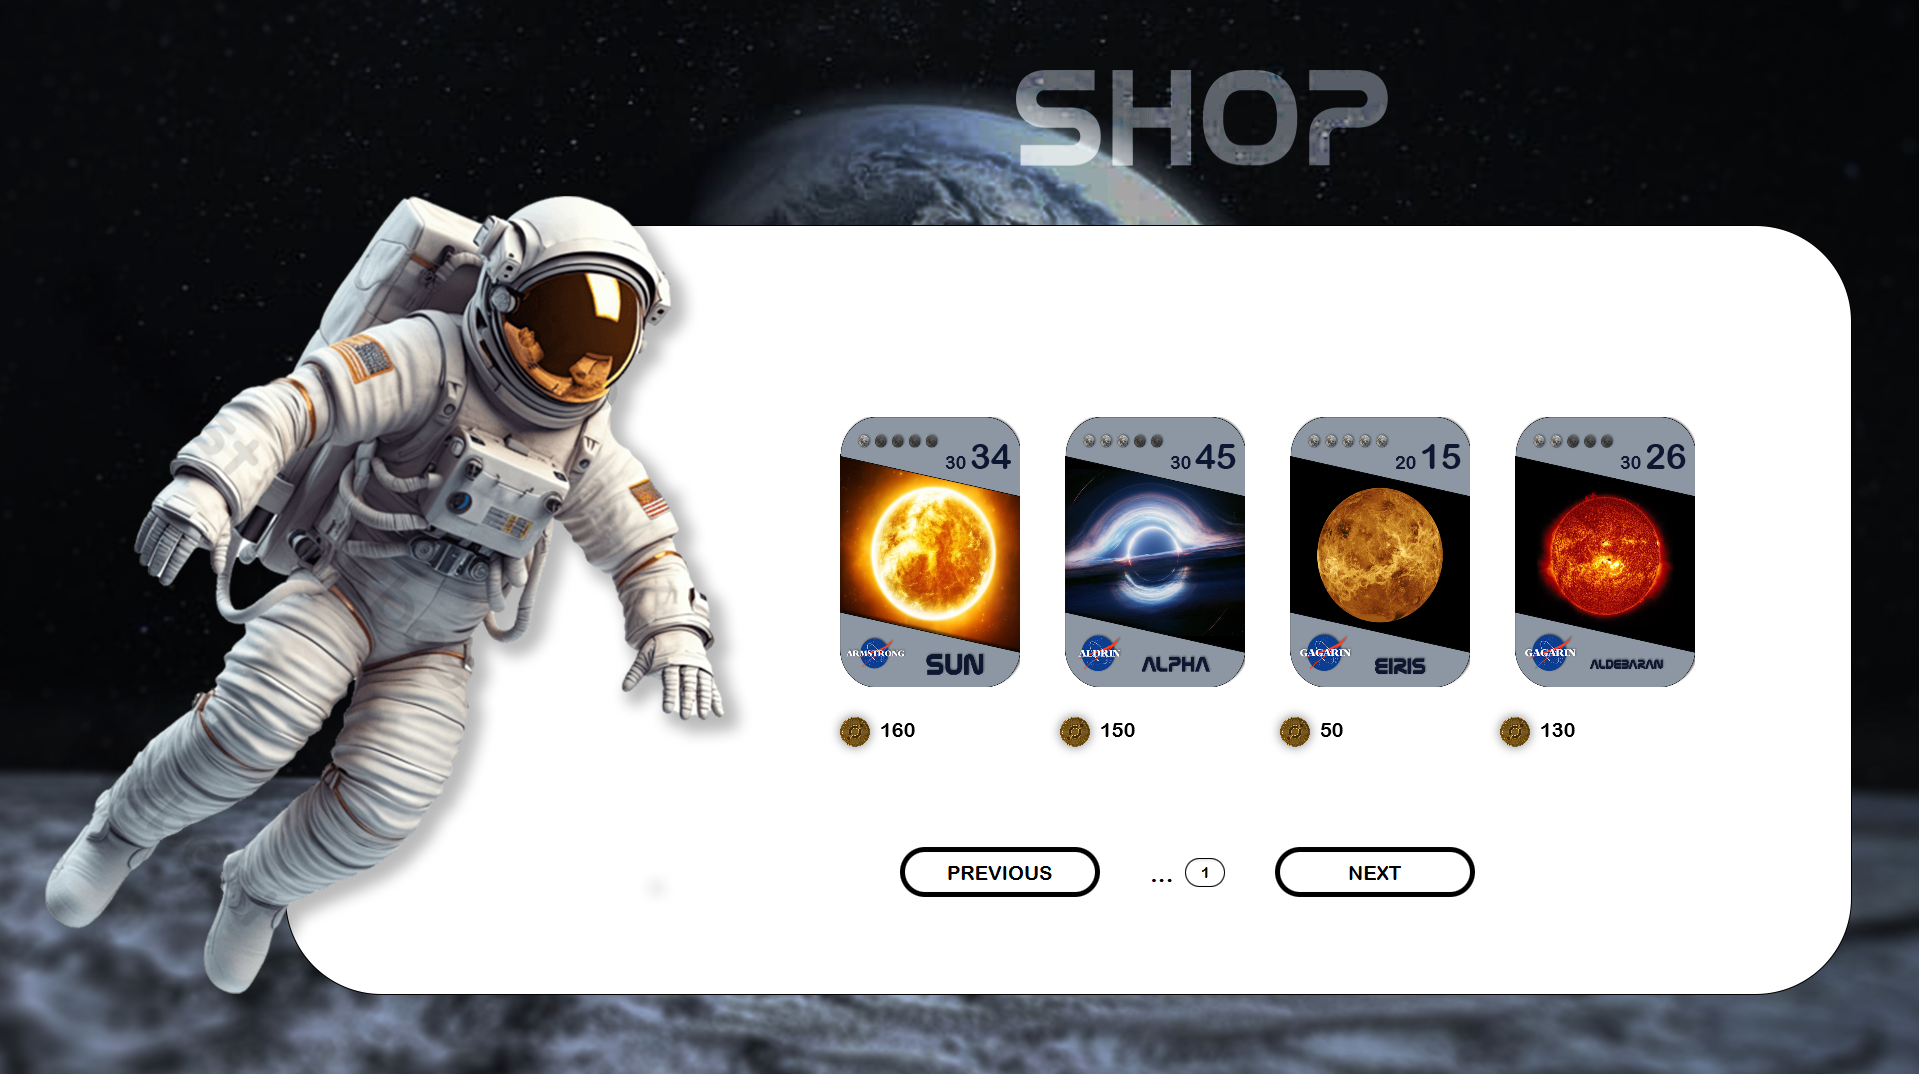 SHOP
30 34
30 45
20 15
30 26
ARMSTRONG
SUN
ALDRIN
ALPHA
GAGARIN
EIRIS
GAGARIN
ALDEBARAN
160
150
50
130
PREVIOUS
... 1
NEXT